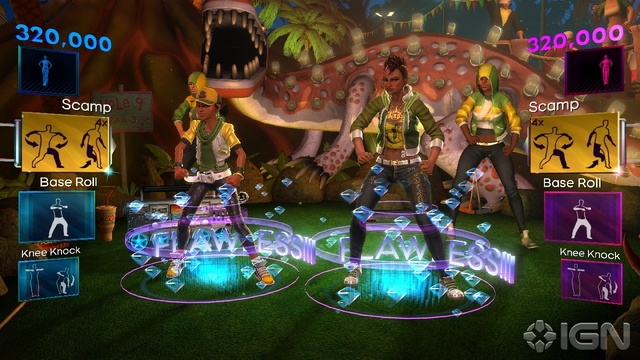 320,000
Scamp
4x
Base Roll
Knee Knock
FLAWLESS!!!
FLAWLESS!!!
320,000
Scamp
4x
Base Roll
Knee Knock
IGN